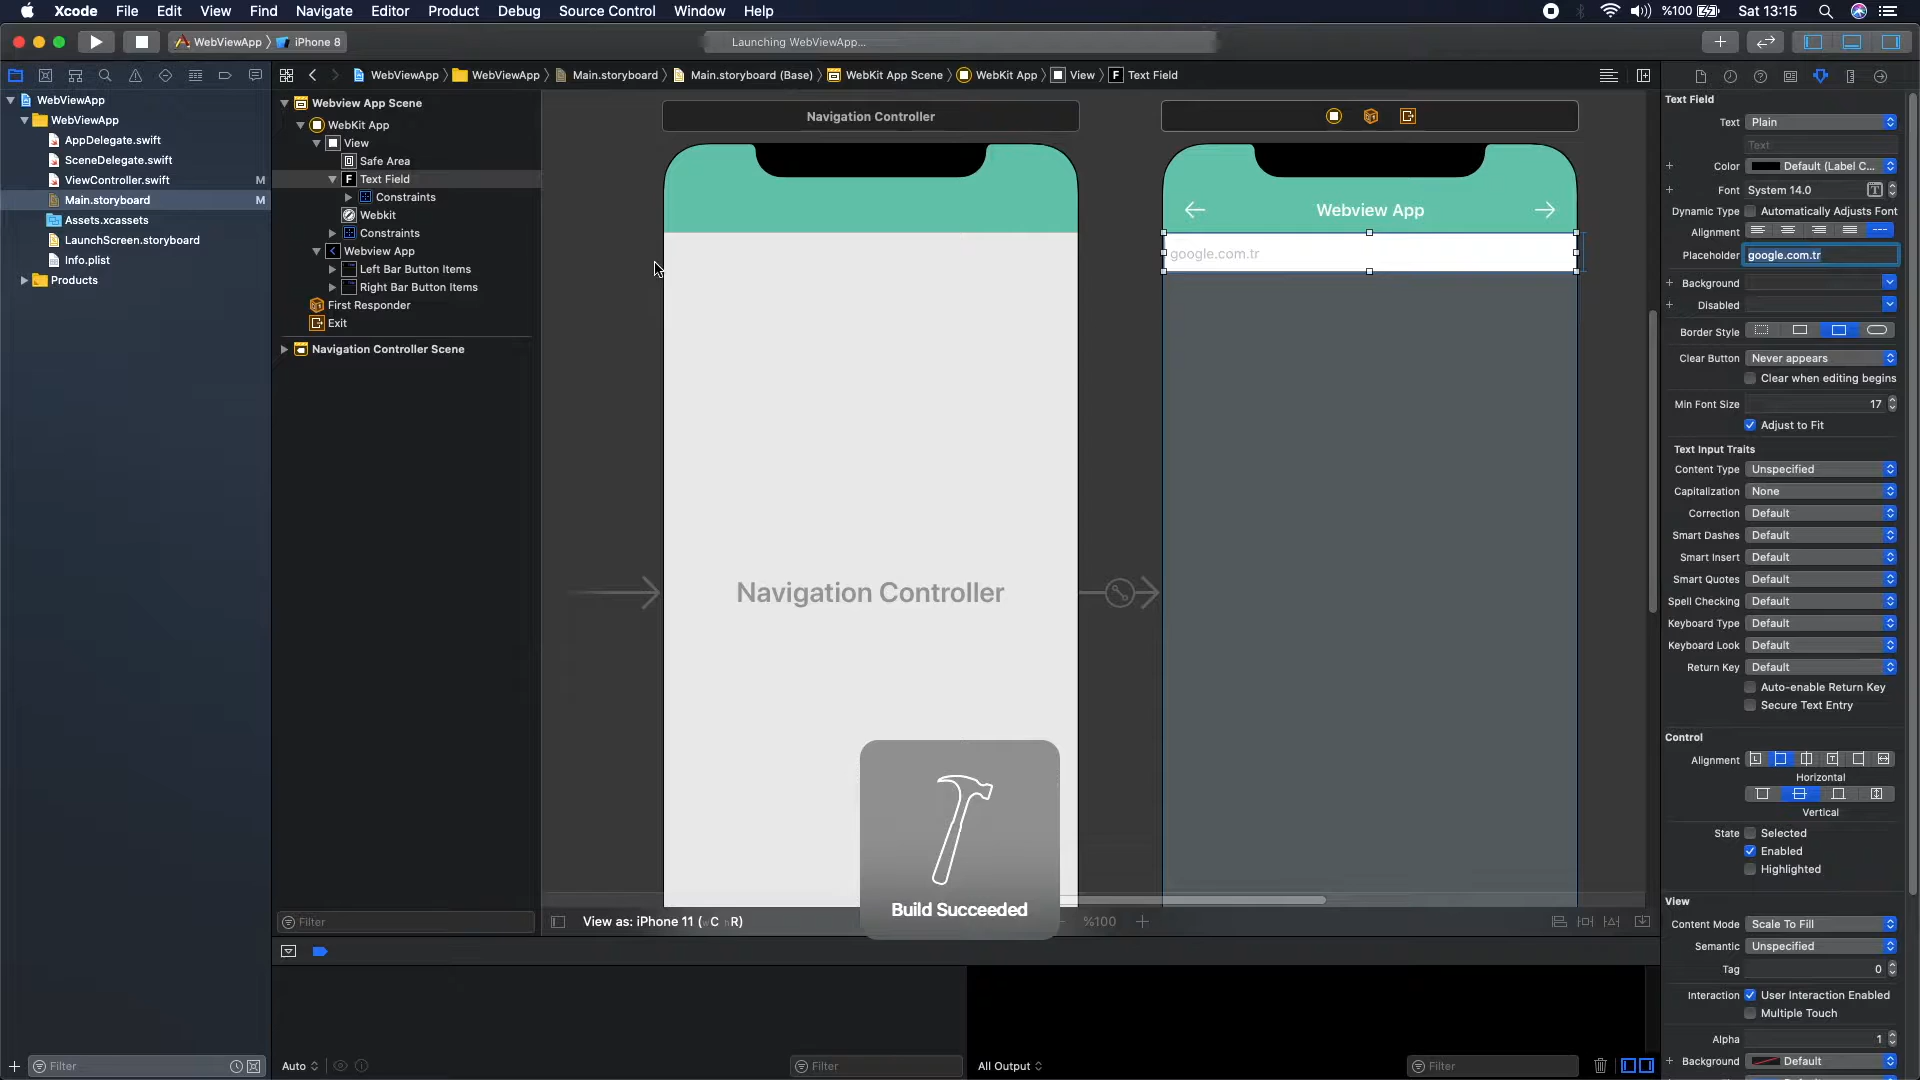 Xcode File Edit View Find Navigate Editor Product Debug Source Control Window Help
%100 Sat 13:15
WebViewApp iPhone 8
Launching WebViewApp...
WebViewApp WebViewApp Main.storyboard Main.storyboard (Base) WebKit App Scene WebKit App View F Text Field
WebViewApp
WebViewApp
AppDelegate.swift
SceneDelegate.swift
ViewController.swift M
Main.storyboard M
Assets.xcassets
LaunchScreen.storyboard
Info.plist
Products
Webview App Scene
WebKit App
View
Safe Area
F Text Field
Constraints
Webkit
Constraints
Webview App
Left Bar Button Items
Right Bar Button Items
First Responder
Exit
Navigation Controller Scene
Navigation Controller
Navigation Controller
Webview App
google.com.tr
Build Succeeded
Filter
View as: iPhone 11 (wC hR)
%100
Text Field
Text Plain
Text
Color Default (Label C...
Font System 14.0
Dynamic Type Automatically Adjusts Font
Alignment
Placeholder google.com.tr
Background
Disabled
Border Style
Clear Button Never appears
Clear when editing begins
Min Font Size 17
Adjust to Fit
Text Input Traits
Content Type Unspecified
Capitalization None
Correction Default
Smart Dashes Default
Smart Insert Default
Smart Quotes Default
Spell Checking Default
Keyboard Type Default
Keyboard Look Default
Return Key Default
Auto-enable Return Key
Secure Text Entry
Control
Alignment
Horizontal
Vertical
State Selected
Enabled
Highlighted
View
Content Mode Scale To Fill
Semantic Unspecified
Tag 0
Interaction User Interaction Enabled
Multiple Touch
Alpha 1
Background Default
Filter
Auto
Filter
All Output
Filter